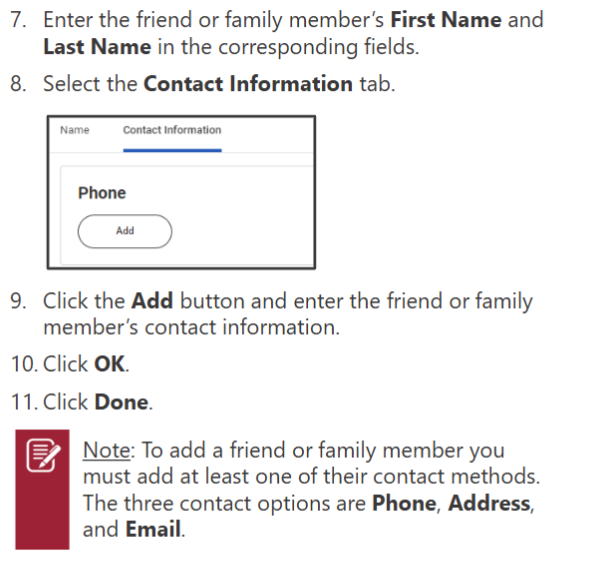 7. Enter the friend or family member’s First Name and
Last Name in the corresponding fields.
8. Select the Contact Information tab.
Name Contact Information
Phone
Add
9. Click the Add button and enter the friend or family
member’s contact information.
10. Click OK.
11. Click Done.
Note: To add a friend or family member you
must add at least one of their contact methods.
The three contact options are Phone, Address,
and Email.